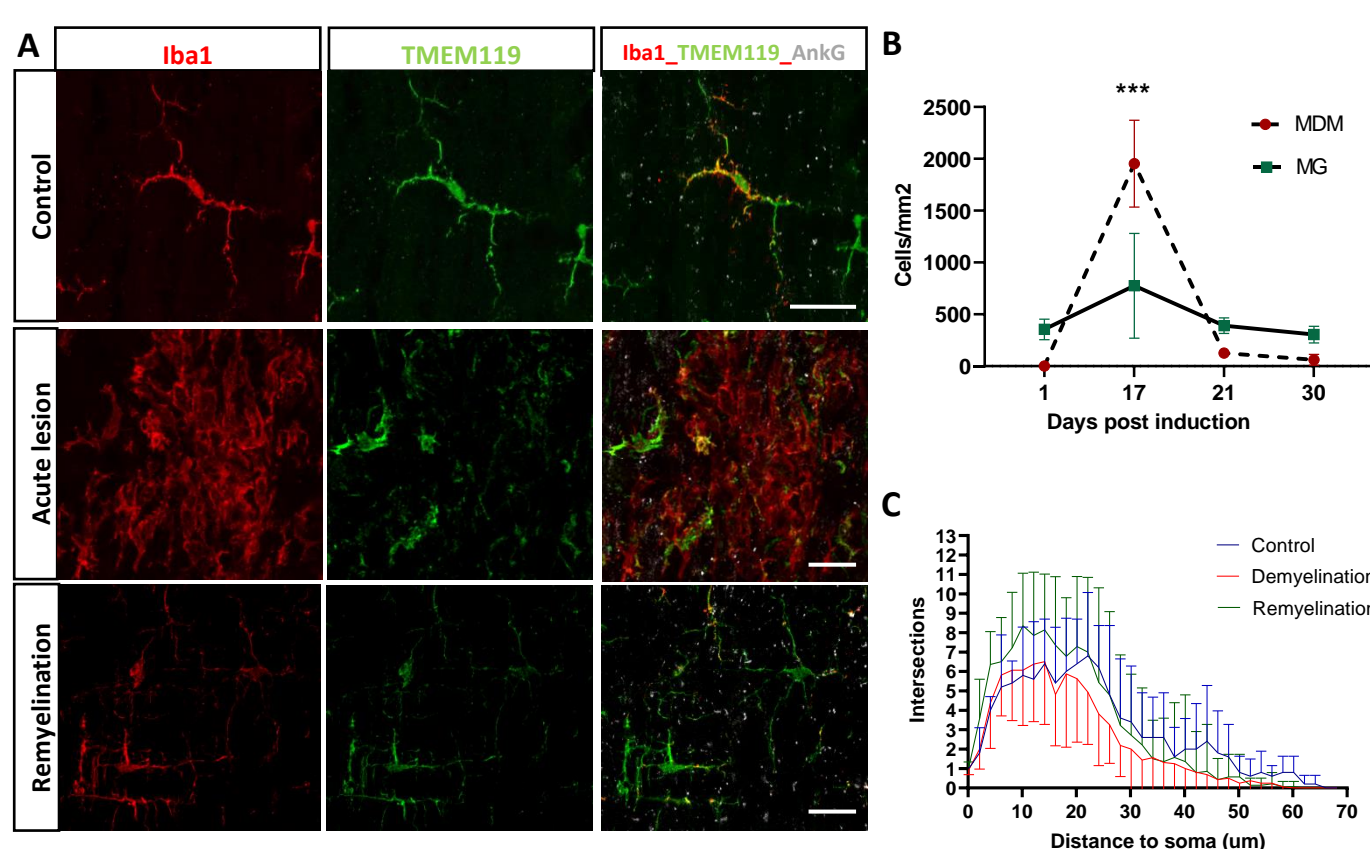 A
Iba1
TMEM119
Iba1_TMEM119_AnkG
Control
Acute lesion
Remyelination
B
***
2500
2000
1500
1000
500
0
Cells/mm2
1 17 21 30
Days post induction
MDM
MG
C
13
12
11
10
9
8
7
6
5
4
3
2
1
0
Intersections
0 10 20 30 40 50 60 70
Distance to soma (um)
Control
Demyelination
Remyelination